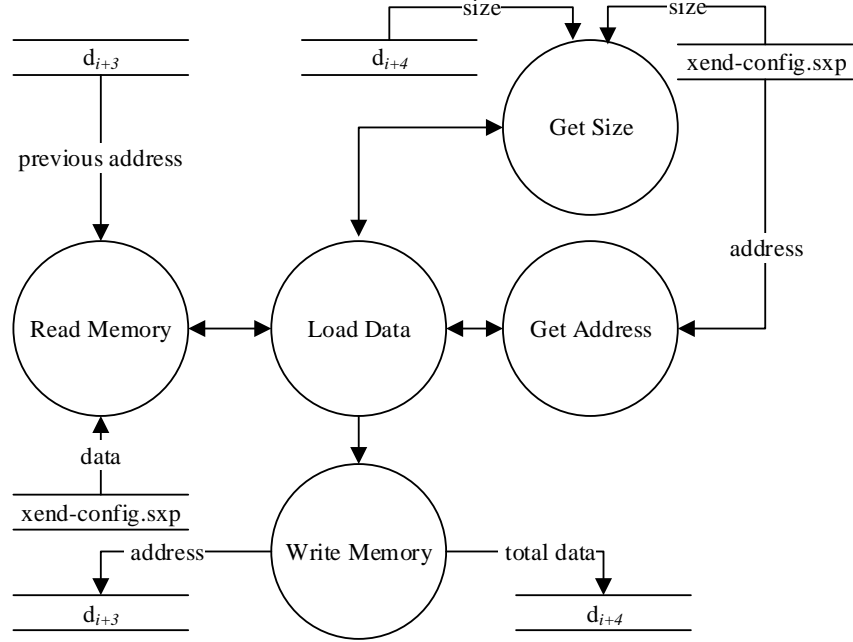 size
size
d_{i+3}
d_{i+4}
xend-config.sxp
Get Size
previous address
address
Read Memory
Load Data
Get Address
data
xend-config.sxp
address
Write Memory
total data
d_{i+3}
d_{i+4}